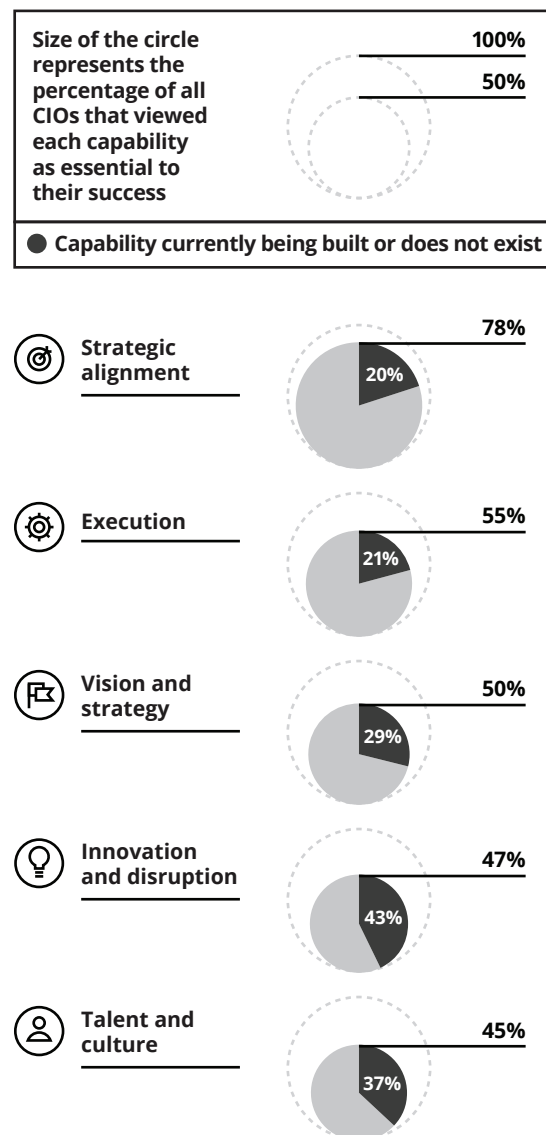 Size of the circle
represents the
percentage of all
CIOs that viewed
each capability
as essential to
their success
100%
50%
Capability currently being built or does not exist
Strategic
alignment
78%
20%
Execution
55%
21%
Vision and
strategy
50%
29%
Innovation
and disruption
47%
43%
Talent and
culture
45%
37%